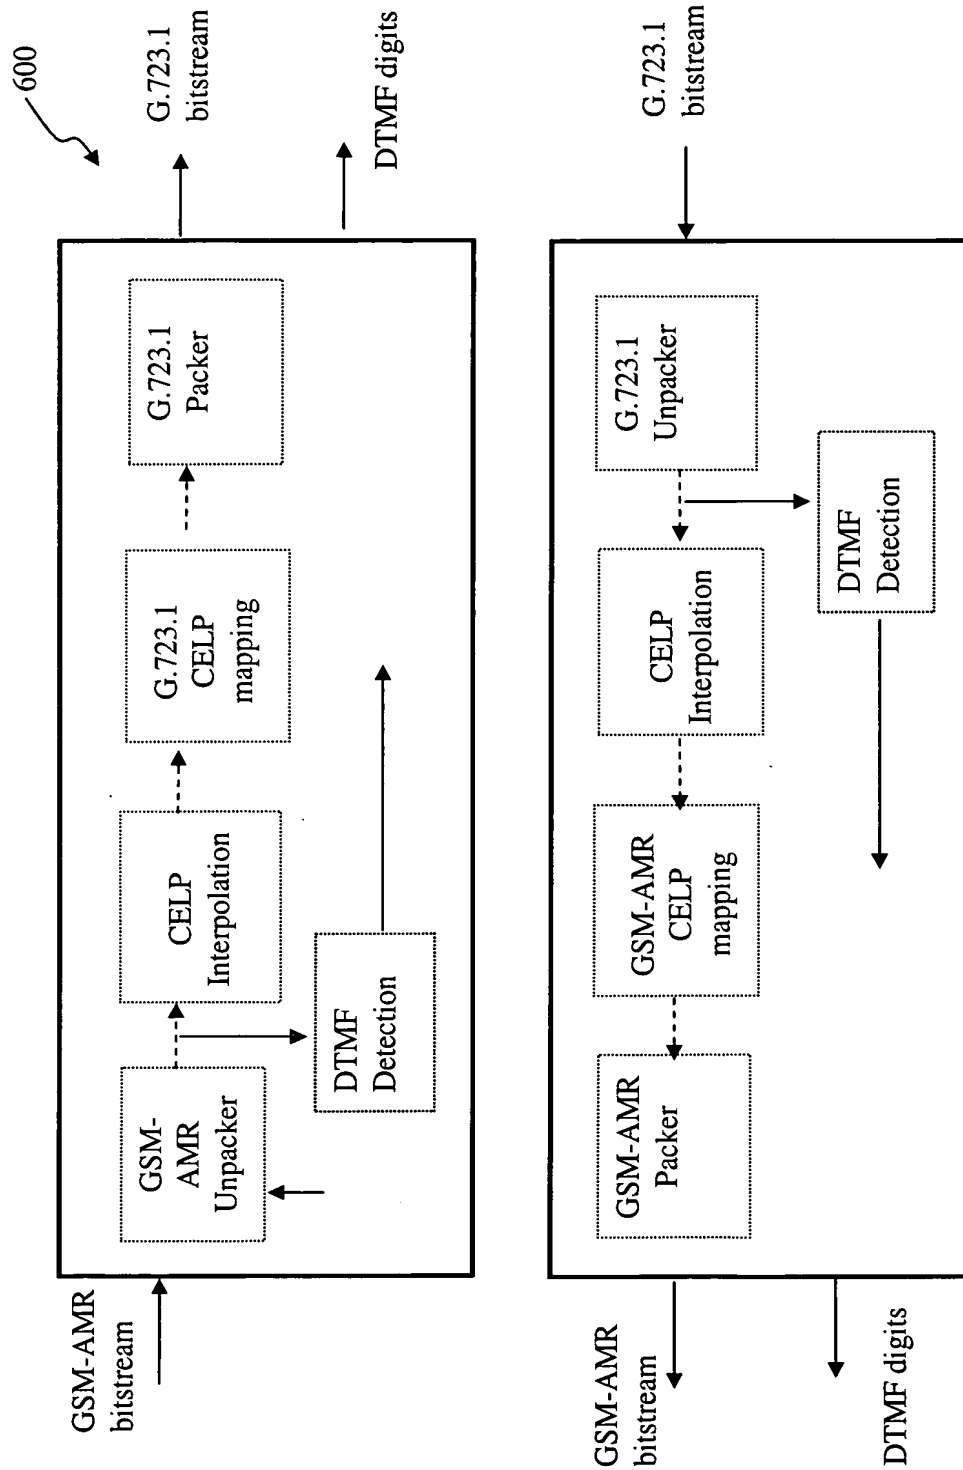 600
GSM-AMR
bitstream
GSM-
AMR
Unpacker
CELP
Interpolation
G.723.1
CELP
mapping
G.723.1
Packer
G.723.1
bitstream
DTMF
Detection
DTMF digits
GSM-AMR
bitstream
GSM-AMR
Packer
GSM-AMR
CELP
mapping
CELP
Interpolation
G.723.1
Unpacker
G.723.1
bitstream
DTMF
Detection
DTMF digits